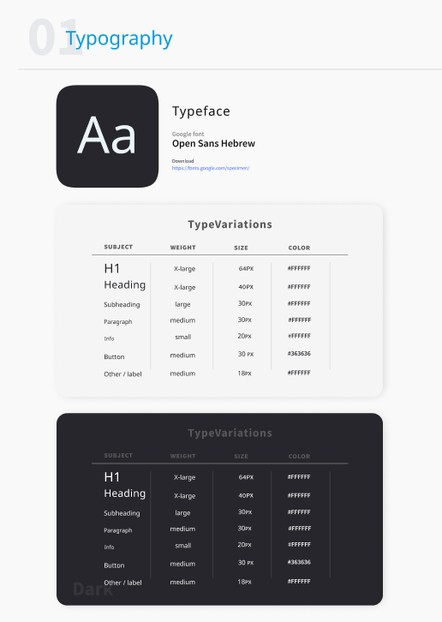 01
Typography
Aa
Typeface
Google font
Open Sans Hebrew
Download
https://fonts.google.com/specimen/
TypeVariations
SUBJECT WEIGHT SIZE COLOR
H1 X-large 64PX #FFFFFF
Heading X-large 40PX #FFFFFF
Subheading large 30PX #FFFFFF
Paragraph medium 30PX #FFFFFF
Info small 20PX #FFFFFF
Button medium 30 PX #363636
Other / label medium 18PX #FFFFFF
TypeVariations
SUBJECT WEIGHT SIZE COLOR
H1 X-large 64PX #FFFFFF
Heading X-large 40PX #FFFFFF
Subheading large 30PX #FFFFFF
Paragraph medium 30PX #FFFFFF
Info small 20PX #FFFFFF
Button medium 30 PX #363636
Other / label medium 18PX #FFFFFF
Dark